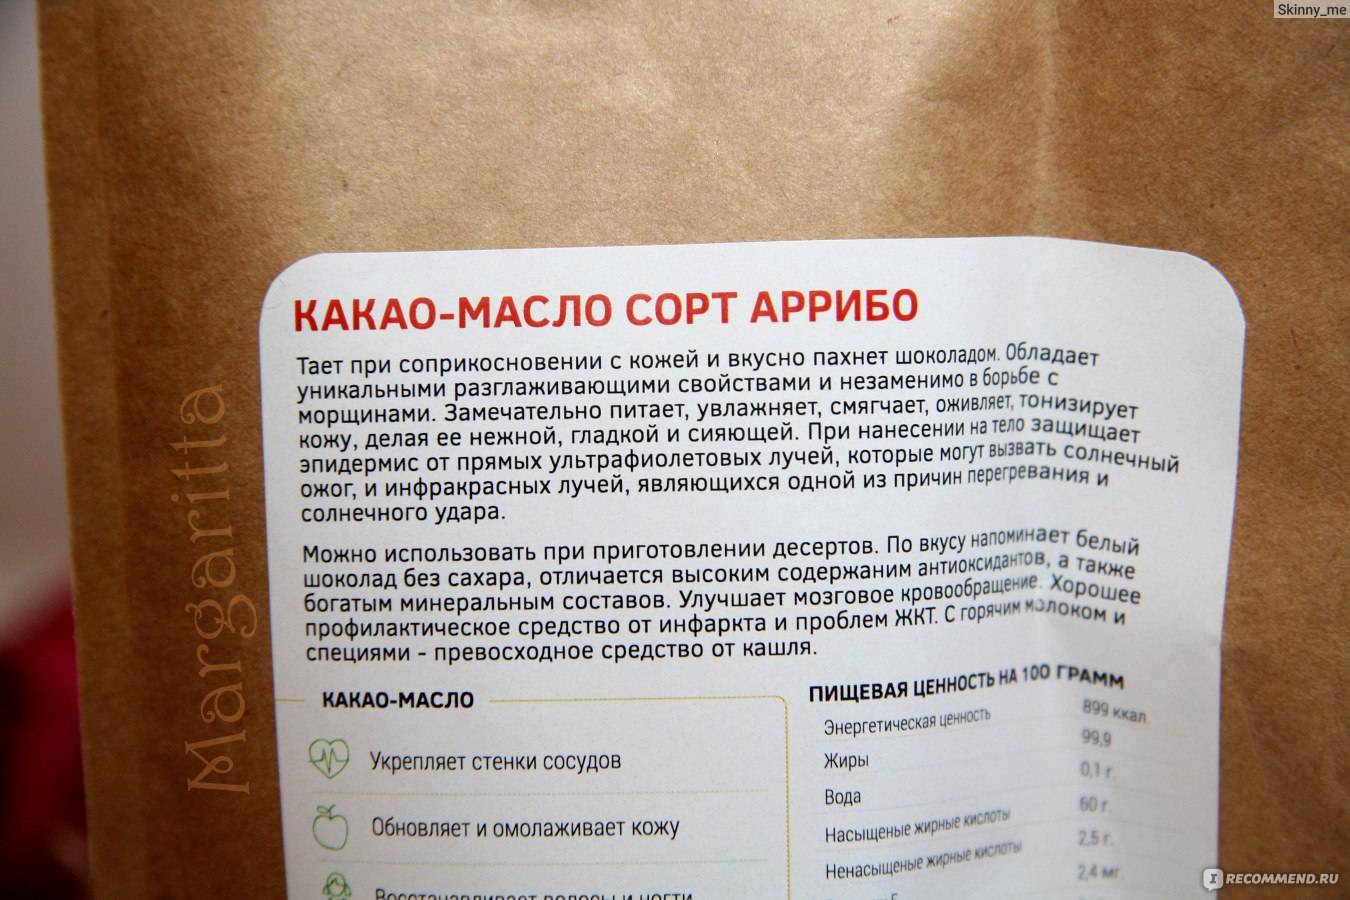 Skinny_me
КАКАО-МАСЛО СОРТ АРРИБО
Тает при соприкосновении с кожей и вкусно пахнет шоколадом. Обладает
уникальными разглаживающими свойствами и незаменимо в борьбе с
морщинами. Замечательно питает, увлажняет, смягчает, оживляет, тонизирует
кожу, делая ее нежной, гладкой и сияющей. При нанесении на тело защищает
эпидермис от прямых ультрафиолетовых лучей, которые могут вызвать солнечный
ожог, и инфракрасных лучей, являющихся одной из причин перегревания и
солнечного удара.
Можно использовать при приготовлении десертов. По вкусу напоминает белый
шоколад без сахара, отличается высоким содержаним антиоксидантов, а также
богатым минеральным составов. Улучшает мозговое кровообращение. Хорошее
профилактическое средство от инфаркта и проблем ЖКТ. С горячим молоком и
специями - превосходное средство от кашля.
КАКАО-МАСЛО
Укрепляет стенки сосудов
Обновляет и омолаживает кожу
Восстанавливает волосы и ногти
ПИЩЕВАЯ ЦЕННОСТЬ НА 100 ГРАММ
Энергетическая ценность 899 ккал.
Жиры 99,9
Вода 0,1 г.
Насыщеные жирные кислоты 60 г.
Ненасыщеные жирные кислоты 2,5 г.
2,4 мг.
Margaritta
IRECOMMEND.RU